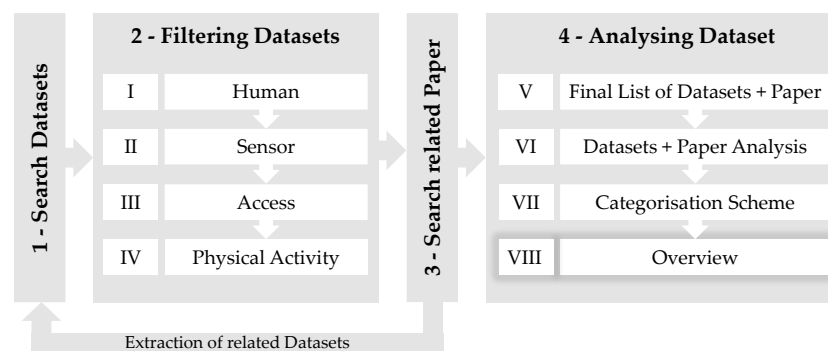 1 - Search Datasets
2 - Filtering Datasets
I Human
II Sensor
III Access
IV Physical Activity
3 - Search related Paper
4 - Analysing Dataset
V Final List of Datasets + Paper
VI Datasets + Paper Analysis
VII Categorisation Scheme
VIII Overview
Extraction of related Datasets